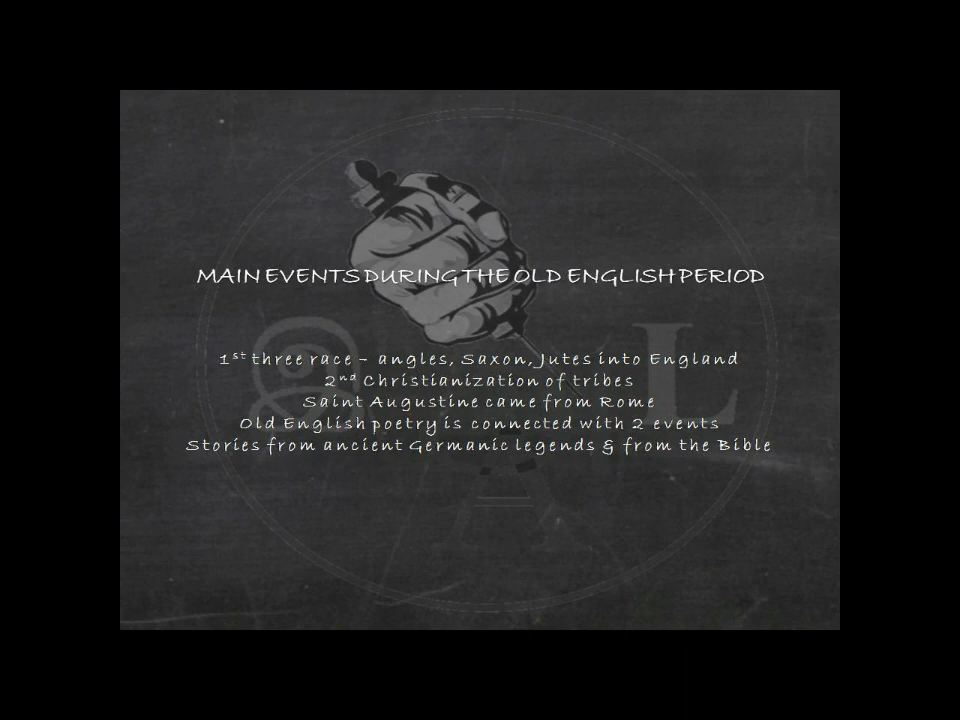 MAIN EVENTS DURING THE OLD ENGLISH PERIOD
1st three race – angles, Saxon, Jutes into England
2nd Christianization of tribes
Saint Augustine came from Rome
Old English poetry is connected with 2 events
Stories from ancient Germanic legends & from the Bible
2 L
A